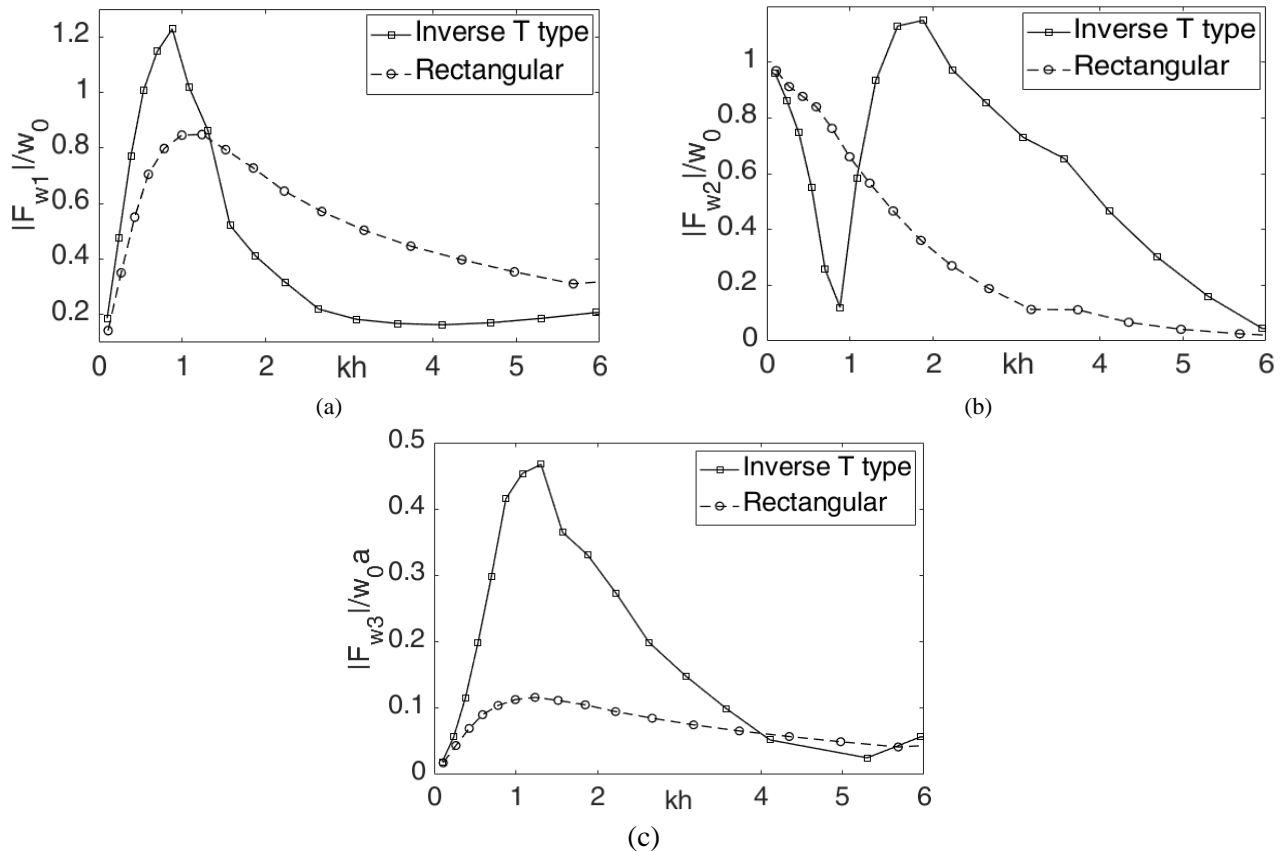 |F_w1|/w_0
1.2
1
0.8
0.6
0.4
0.2
0 1 2 3 4 5 6
kh
Inverse T type
Rectangular
(a)
|F_w2|/w_0
1
0.8
0.6
0.4
0.2
0
0 1 2 3 4 5 6
kh
Inverse T type
Rectangular
(b)
|F_w3|/w_0a
0.5
0.4
0.3
0.2
0.1
0
0 1 2 4 5 6
kh
Inverse T type
Rectangular
(c)